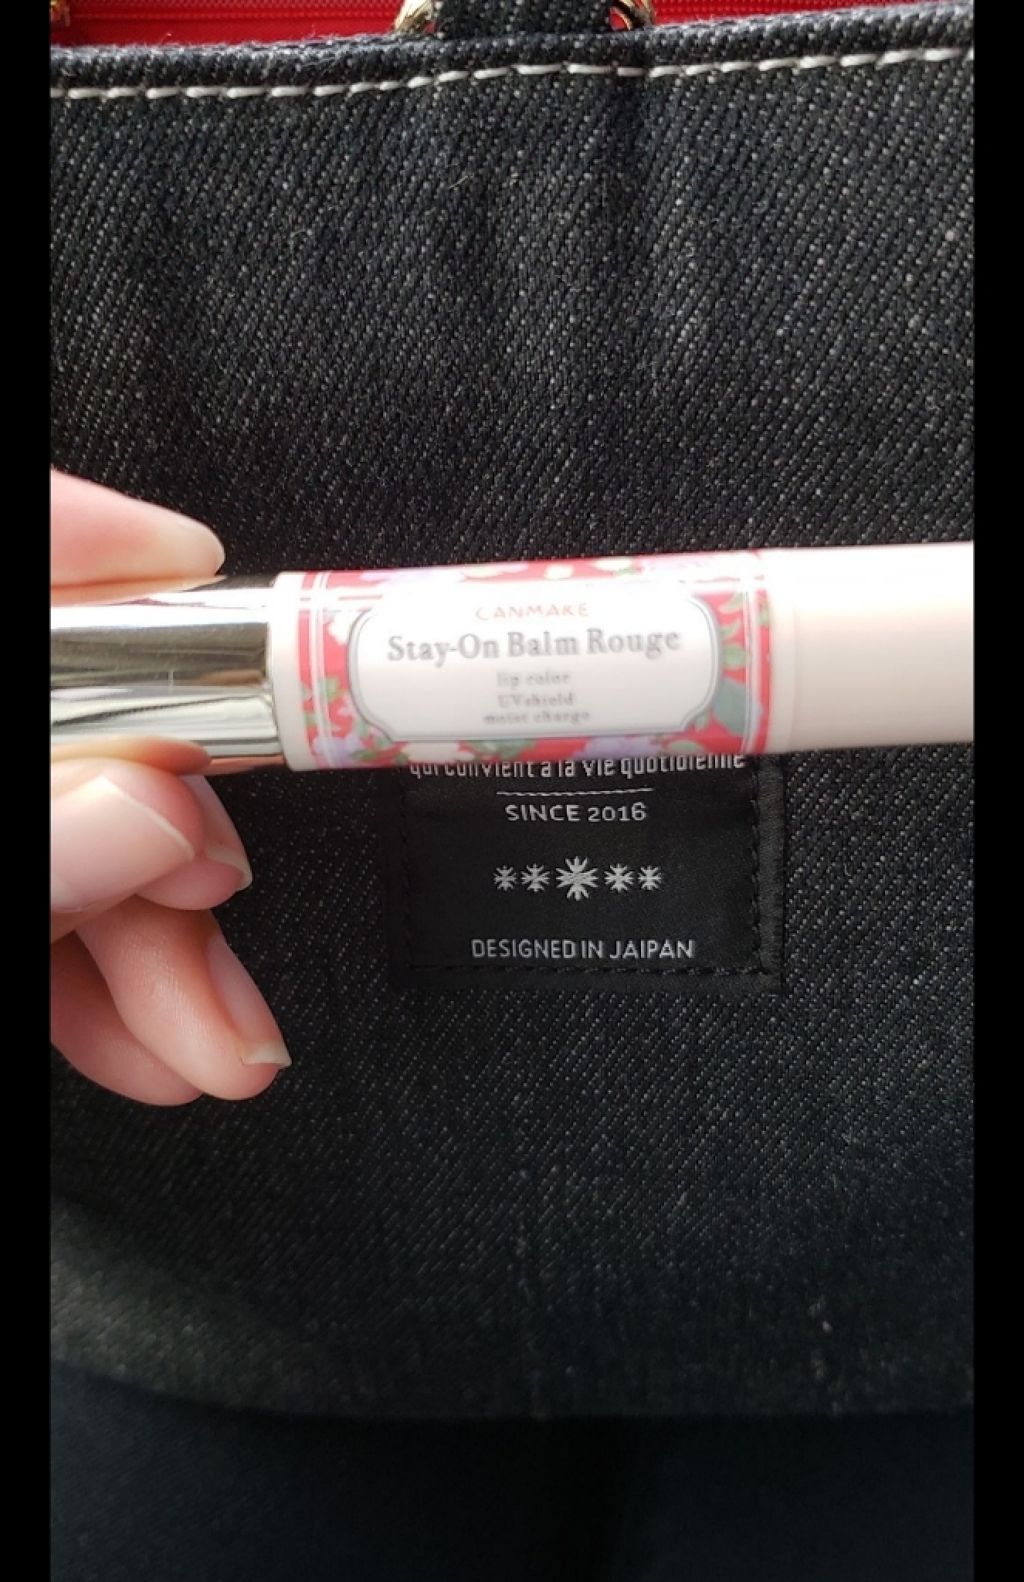 CANMAKE
Stay-On Balm Rouge
lip color
UVshield
moist charge
qui convient à la vie quotidienne
SINCE 2016
DESIGNED IN JAIPAN